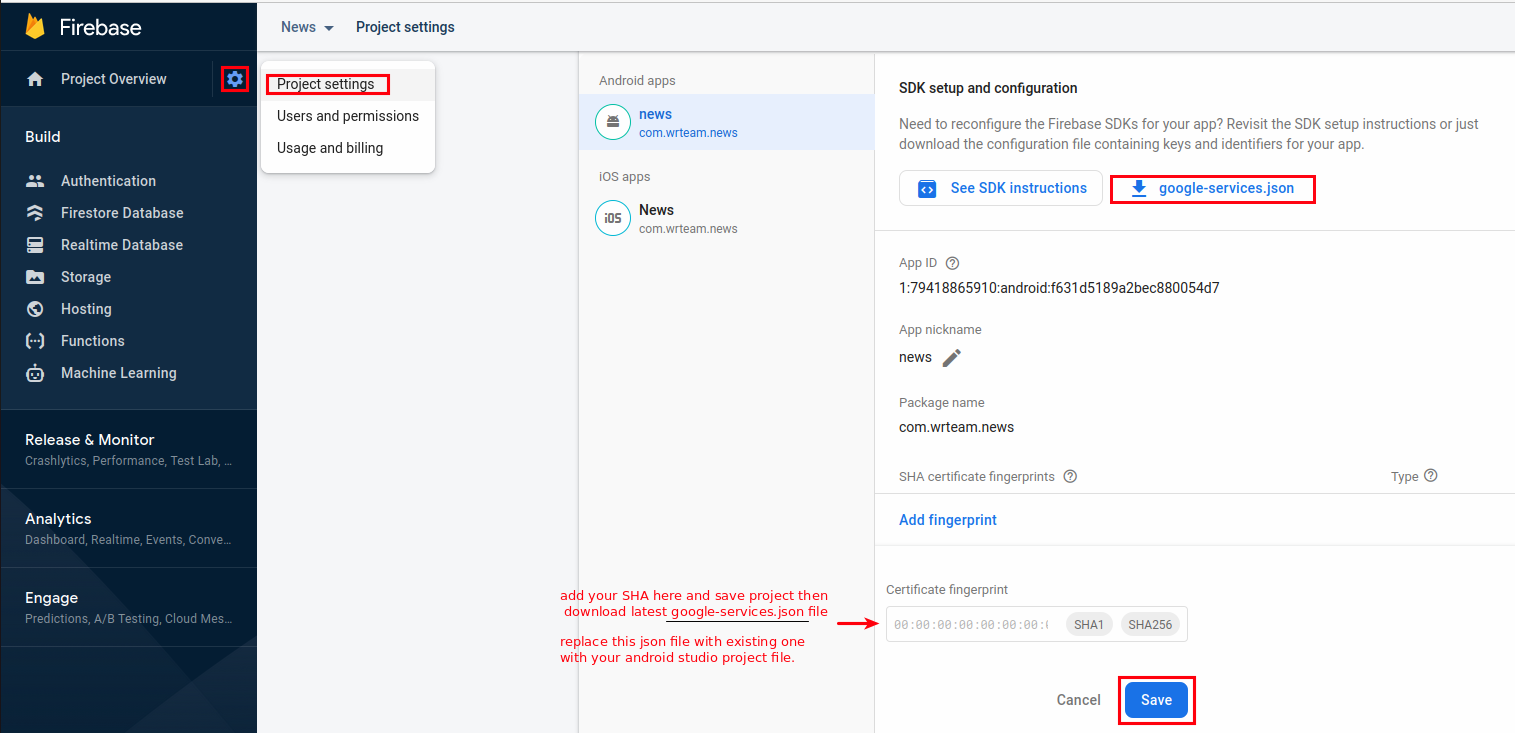 Firebase
News
Project settings
Project Overview
Project settings
Users and permissions
Usage and billing
Build
Authentication
Firestore Database
Realtime Database
Storage
Hosting
Functions
Machine Learning
Release & Monitor
Crashlytics, Performance, Test Lab, ...
Analytics
Dashboard, Realtime, Events, Conve...
Engage
Predictions, A/B Testing, Cloud Mes...
Android apps
news
com.wrteam.news
iOS apps
iOS
News
com.wrteam.news
SDK setup and configuration
Need to reconfigure the Firebase SDKs for your app? Revisit the SDK setup instructions or just
download the configuration file containing keys and identifiers for your app.
See SDK instructions
google-services.json
App ID
1:79418865910:android:f631d5189a2bec880054d7
App nickname
news
Package name
com.wrteam.news
SHA certificate fingerprints
Type
Add fingerprint
Certificate fingerprint
00:00:00:00:00:00:00:
SHA1
SHA256
add your SHA here and save project then
download latest google-services.json file
replace this json file with existing one
with your android studio project file.
Cancel
Save